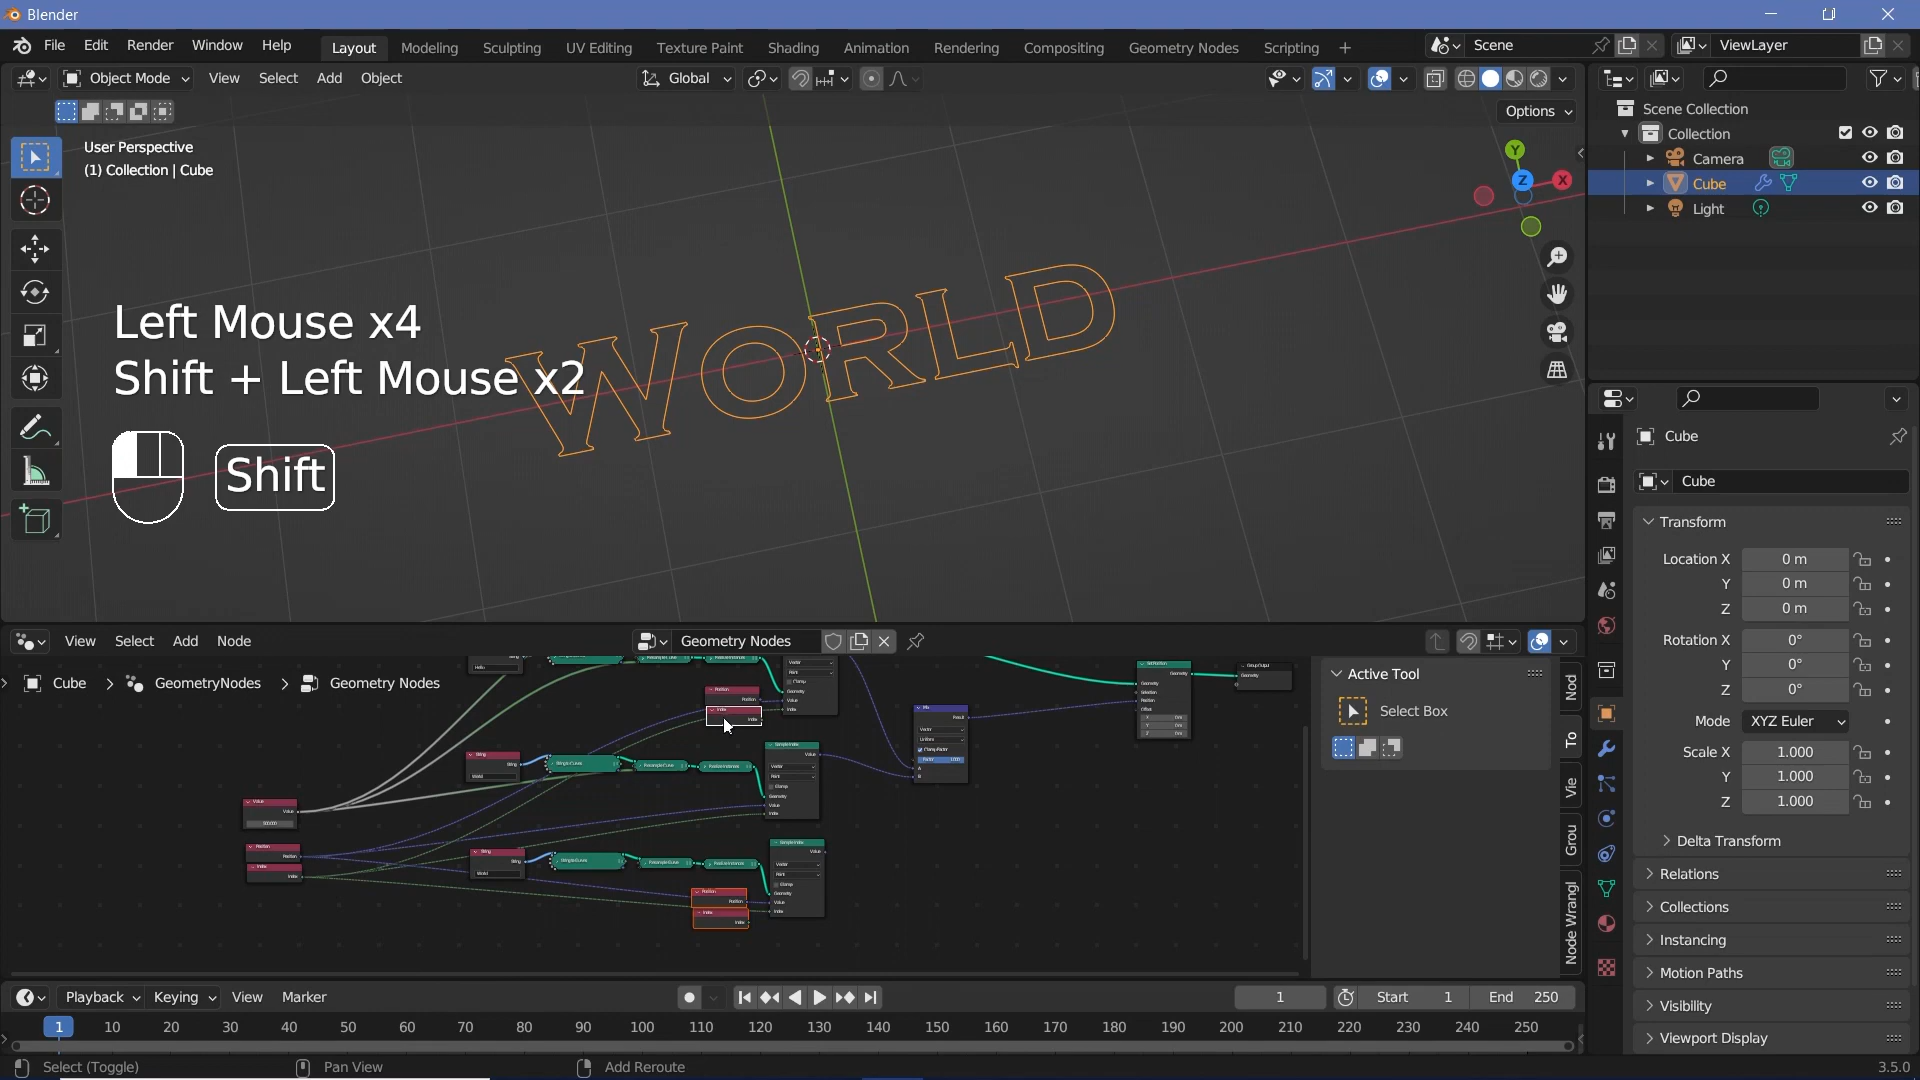 Blender
File Edit Render Window Help
Layout Modeling Sculpting UV Editing Texture Paint Shading Animation Rendering Compositing Geometry Nodes Scripting
Scene ViewLayer
Object Mode View Select Add Object
Global
Options
User Perspective
(1) Collection | Cube
Y
X
Z
WORLD
Left Mouse x4
Shift + Left Mouse x2
Shift
Scene Collection
Collection
Camera
Cube
Light
Cube
Cube
Transform
Location X 0 m
Y 0 m
Z 0 m
Rotation X 0°
Y 0°
Z 0°
Mode XYZ Euler
Scale X 1.000
Y 1.000
Z 1.000
Delta Transform
Relations
Collections
Instancing
Motion Paths
Visibility
Viewport Display
View Select Add Node
Geometry Nodes
Cube > GeometryNodes > Geometry Nodes
Active Tool
Select Box
Nod
To
Vie
Grou
Node Wrangl
Playback Keying View Marker
1 Start 1 End 250
1 10 20 30 40 50 60 70 80 90 100 110 120 130 140 150 160 170 180 190 200 210 220 230 240 250
Select (Toggle) Pan View Add Reroute 3.5.0